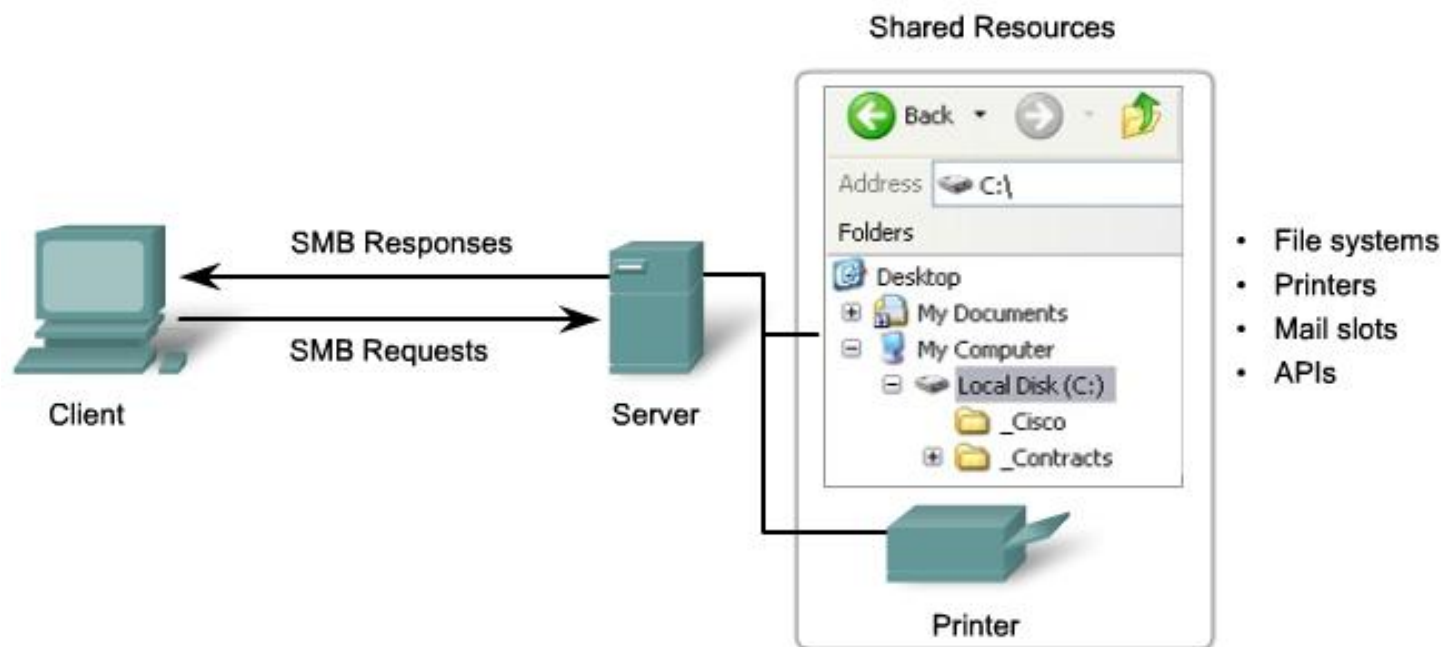 Shared Resources
Back
Address C:\
Folders
Desktop
My Documents
My Computer
Local Disk (C:)
_Cisco
_Contracts
SMB Responses
SMB Requests
Client
Server
Printer
• File systems
• Printers
• Mail slots
• APIs